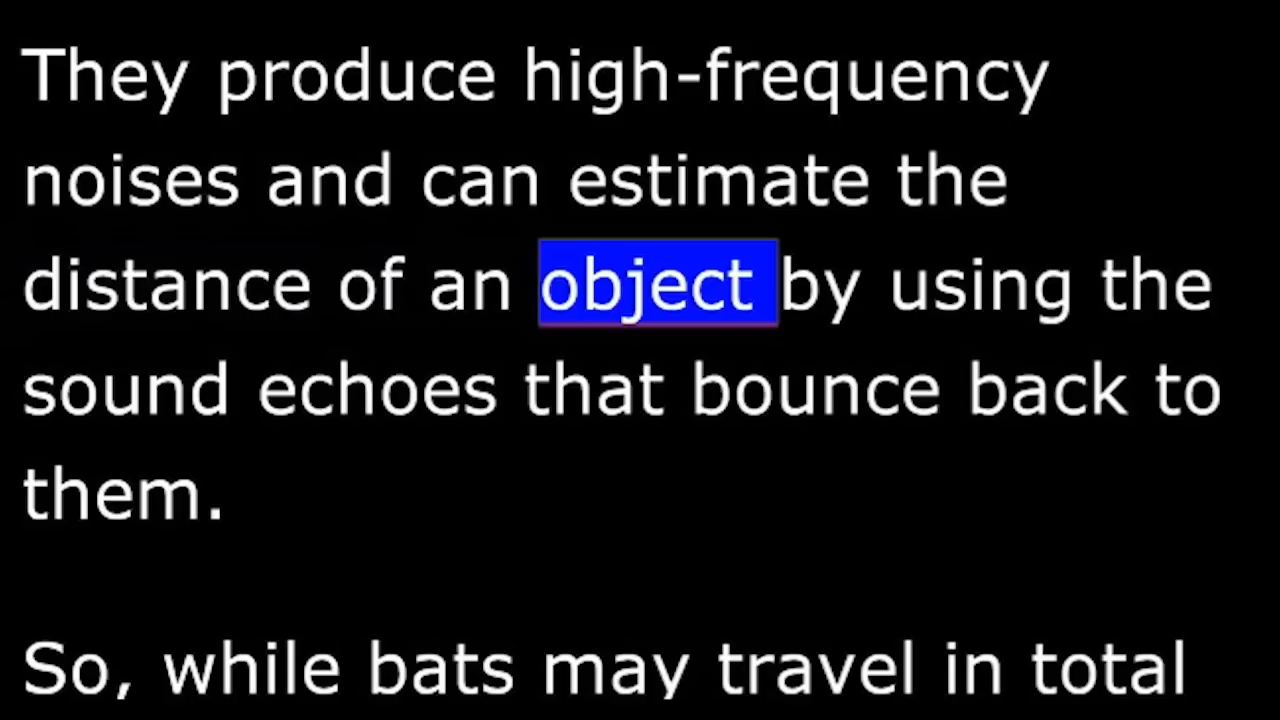 They produce high-frequency
noises and can estimate the
distance of an object by using the
sound echoes that bounce back to
them.
So, while bats may travel in total